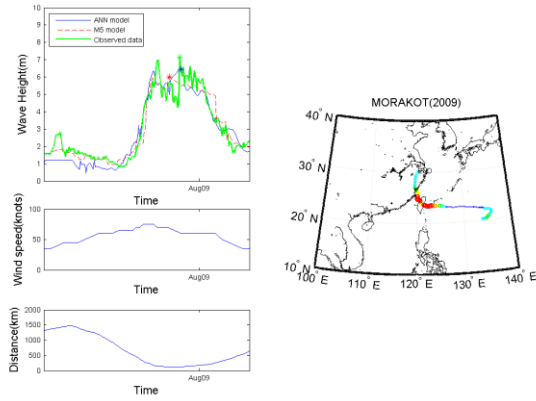 ANN model
M5 model
Observed data
10
9
8
7
6
5
4
3
2
1
0
Wave Height(m)
Aug09
Time
100
50
0
Wind speed(knots)
Aug09
Time
2000
1500
1000
500
0
Distance(km)
Aug09
Time
MORAKOT(2009)
40° N
30° N
20° N
10° N
100° E
110° E
120° E
130° E
140° E